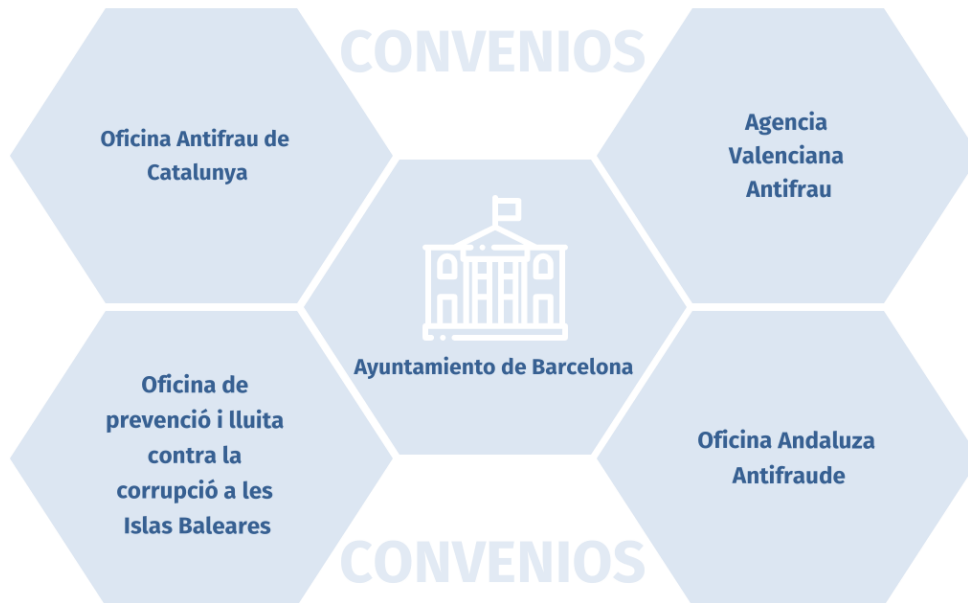 CONVENIOS
Oficina Antifrau de
Catalunya
Agencia
Valenciana
Antifrau
Ayuntamiento de Barcelona
Oficina de
prevenció i lluita
contra la
corrupció a les
Islas Baleares
Oficina Andaluza
Antifraude
CONVENIOS